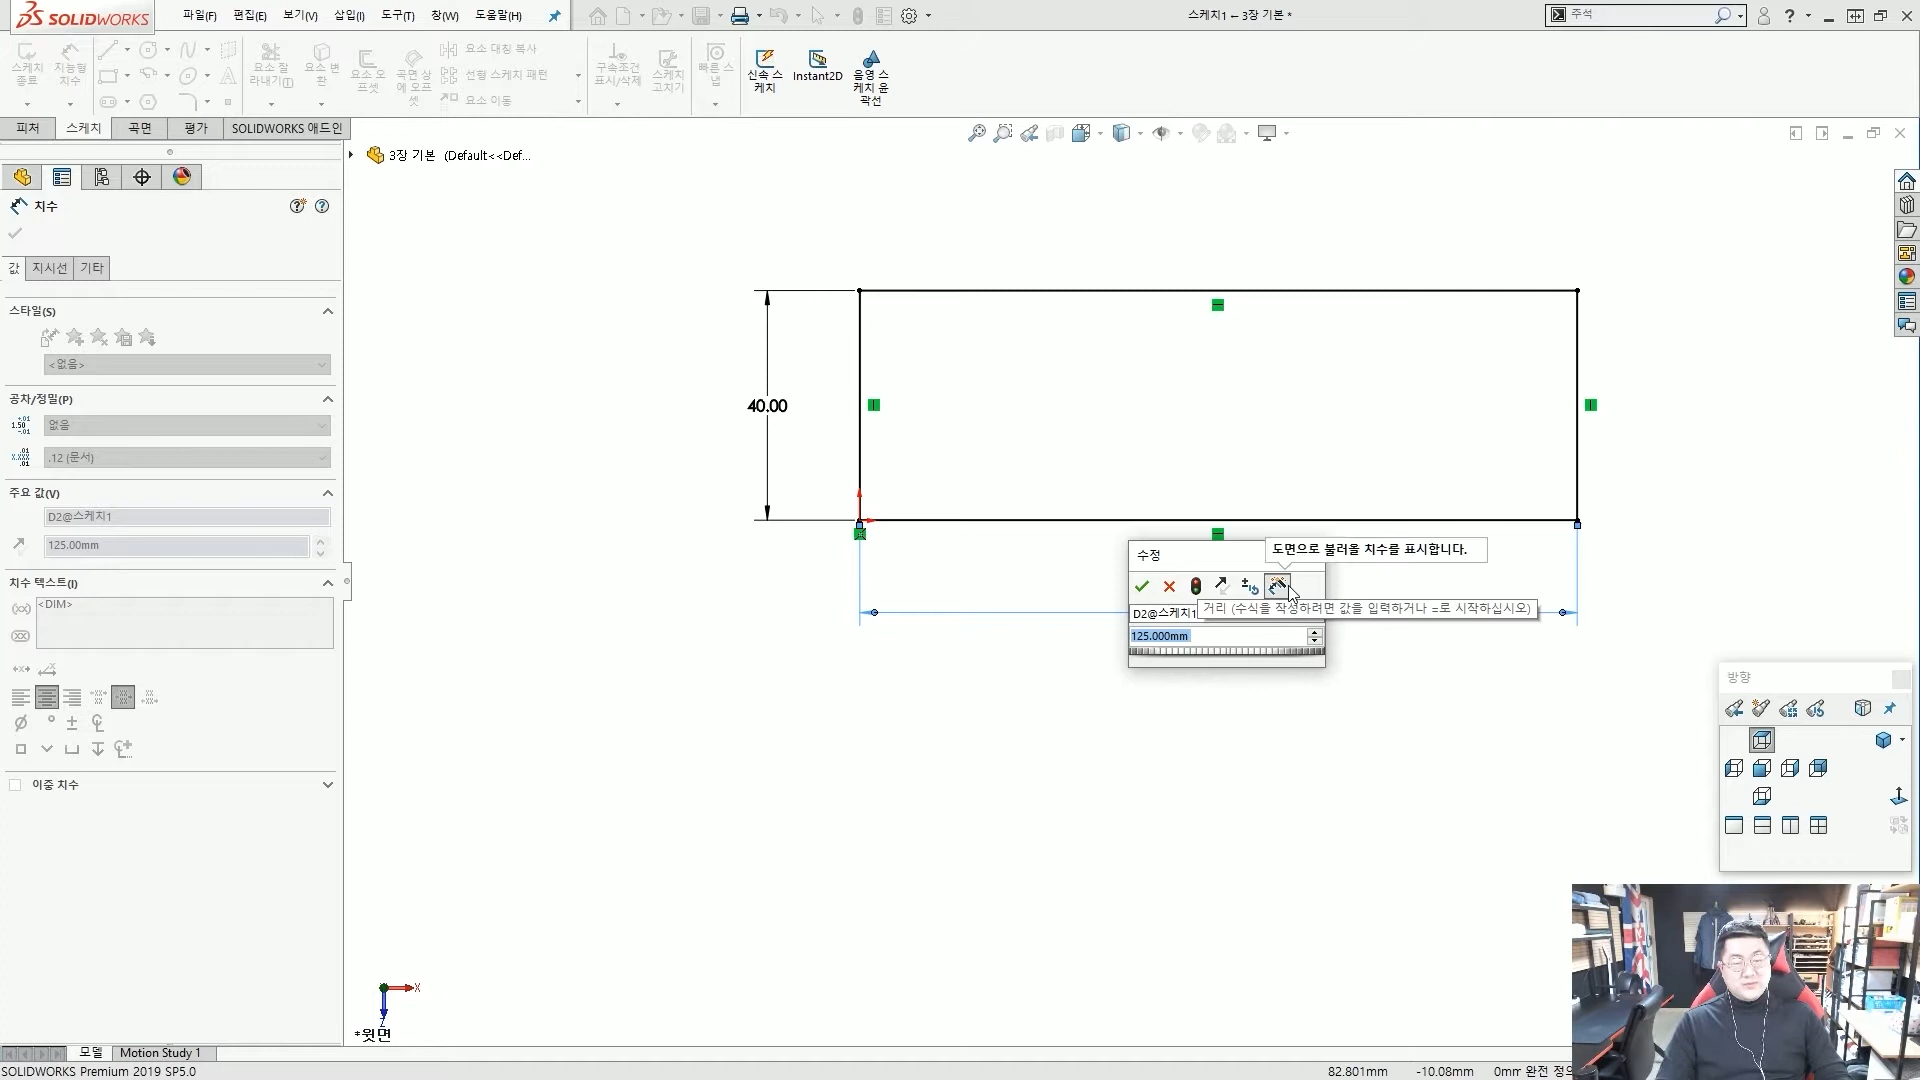 SOLIDWORKS
파일(F) 편집(E) 보기(V) 삽입(I) 도구(T) 창(W) 도움말(H)
스케치1 ← 3장 기본 *
주석
스케치 종료
지능형 치수
요소 잘라내기(T)
요소 변환
요소 오프셋
곡면 상에 오프셋
요소 대칭 복사
선형 스케치 패턴
요소 이동
구속조건 표시/삭제
스케치 고치기
빠른 스냅
신속 스케치
Instant2D
음영 스케치 윤곽선
피처 스케치 곡면 평가 SOLIDWORKS 애드인
3장 기본 (Default<<Def...
치수
값 지시선 기타
스타일(S)
<없음>
공차/정밀(P)
없음
.12 (문서)
주요 값(V)
D2@스케치1
125.00mm
치수 텍스트(I)
<DIM>
이중 치수
40.00
수정
도면으로 불러올 치수를 표시합니다.
D2@스케치1
거리 (수식을 작성하려면 값을 입력하거나 =로 시작하십시오)
125.000mm
방향
X
Z
*윗면
모델 Motion Study 1
SOLIDWORKS Premium 2019 SP5.0
82.801mm -10.08mm 0mm 완전 정의